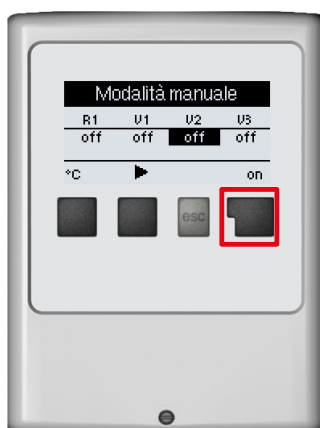 Modalità manuale
R1 V1 V2 V3
off off off off
°C on
esc